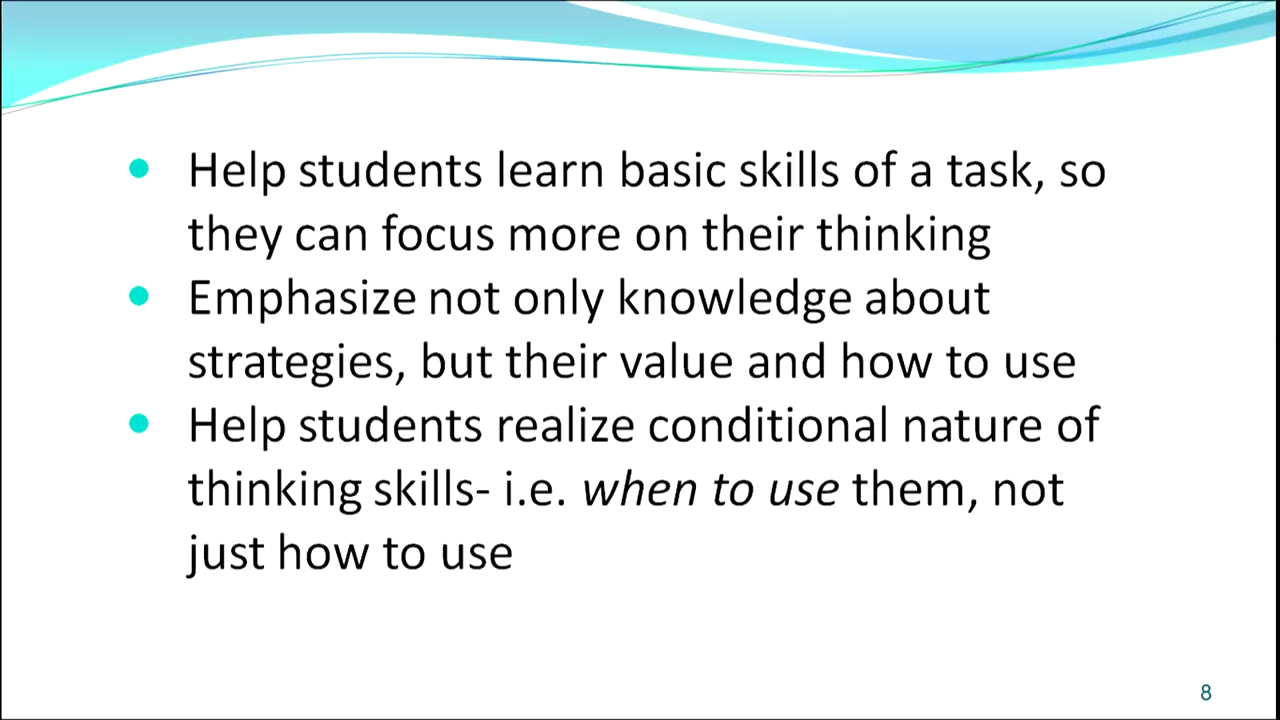 • Help students learn basic skills of a task, so
they can focus more on their thinking
• Emphasize not only knowledge about
strategies, but their value and how to use
• Help students realize conditional nature of
thinking skills- i.e. when to use them, not
just how to use
8